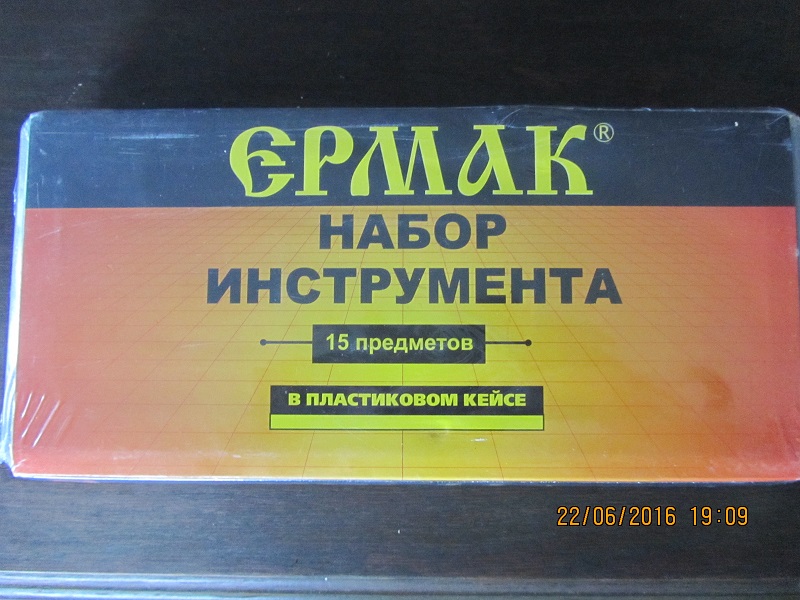 ЕРМАК®
НАБОР
ИНСТРУМЕНТА
15 предметов
В ПЛАСТИКОВОМ КЕЙСЕ
22/06/2016 19:09